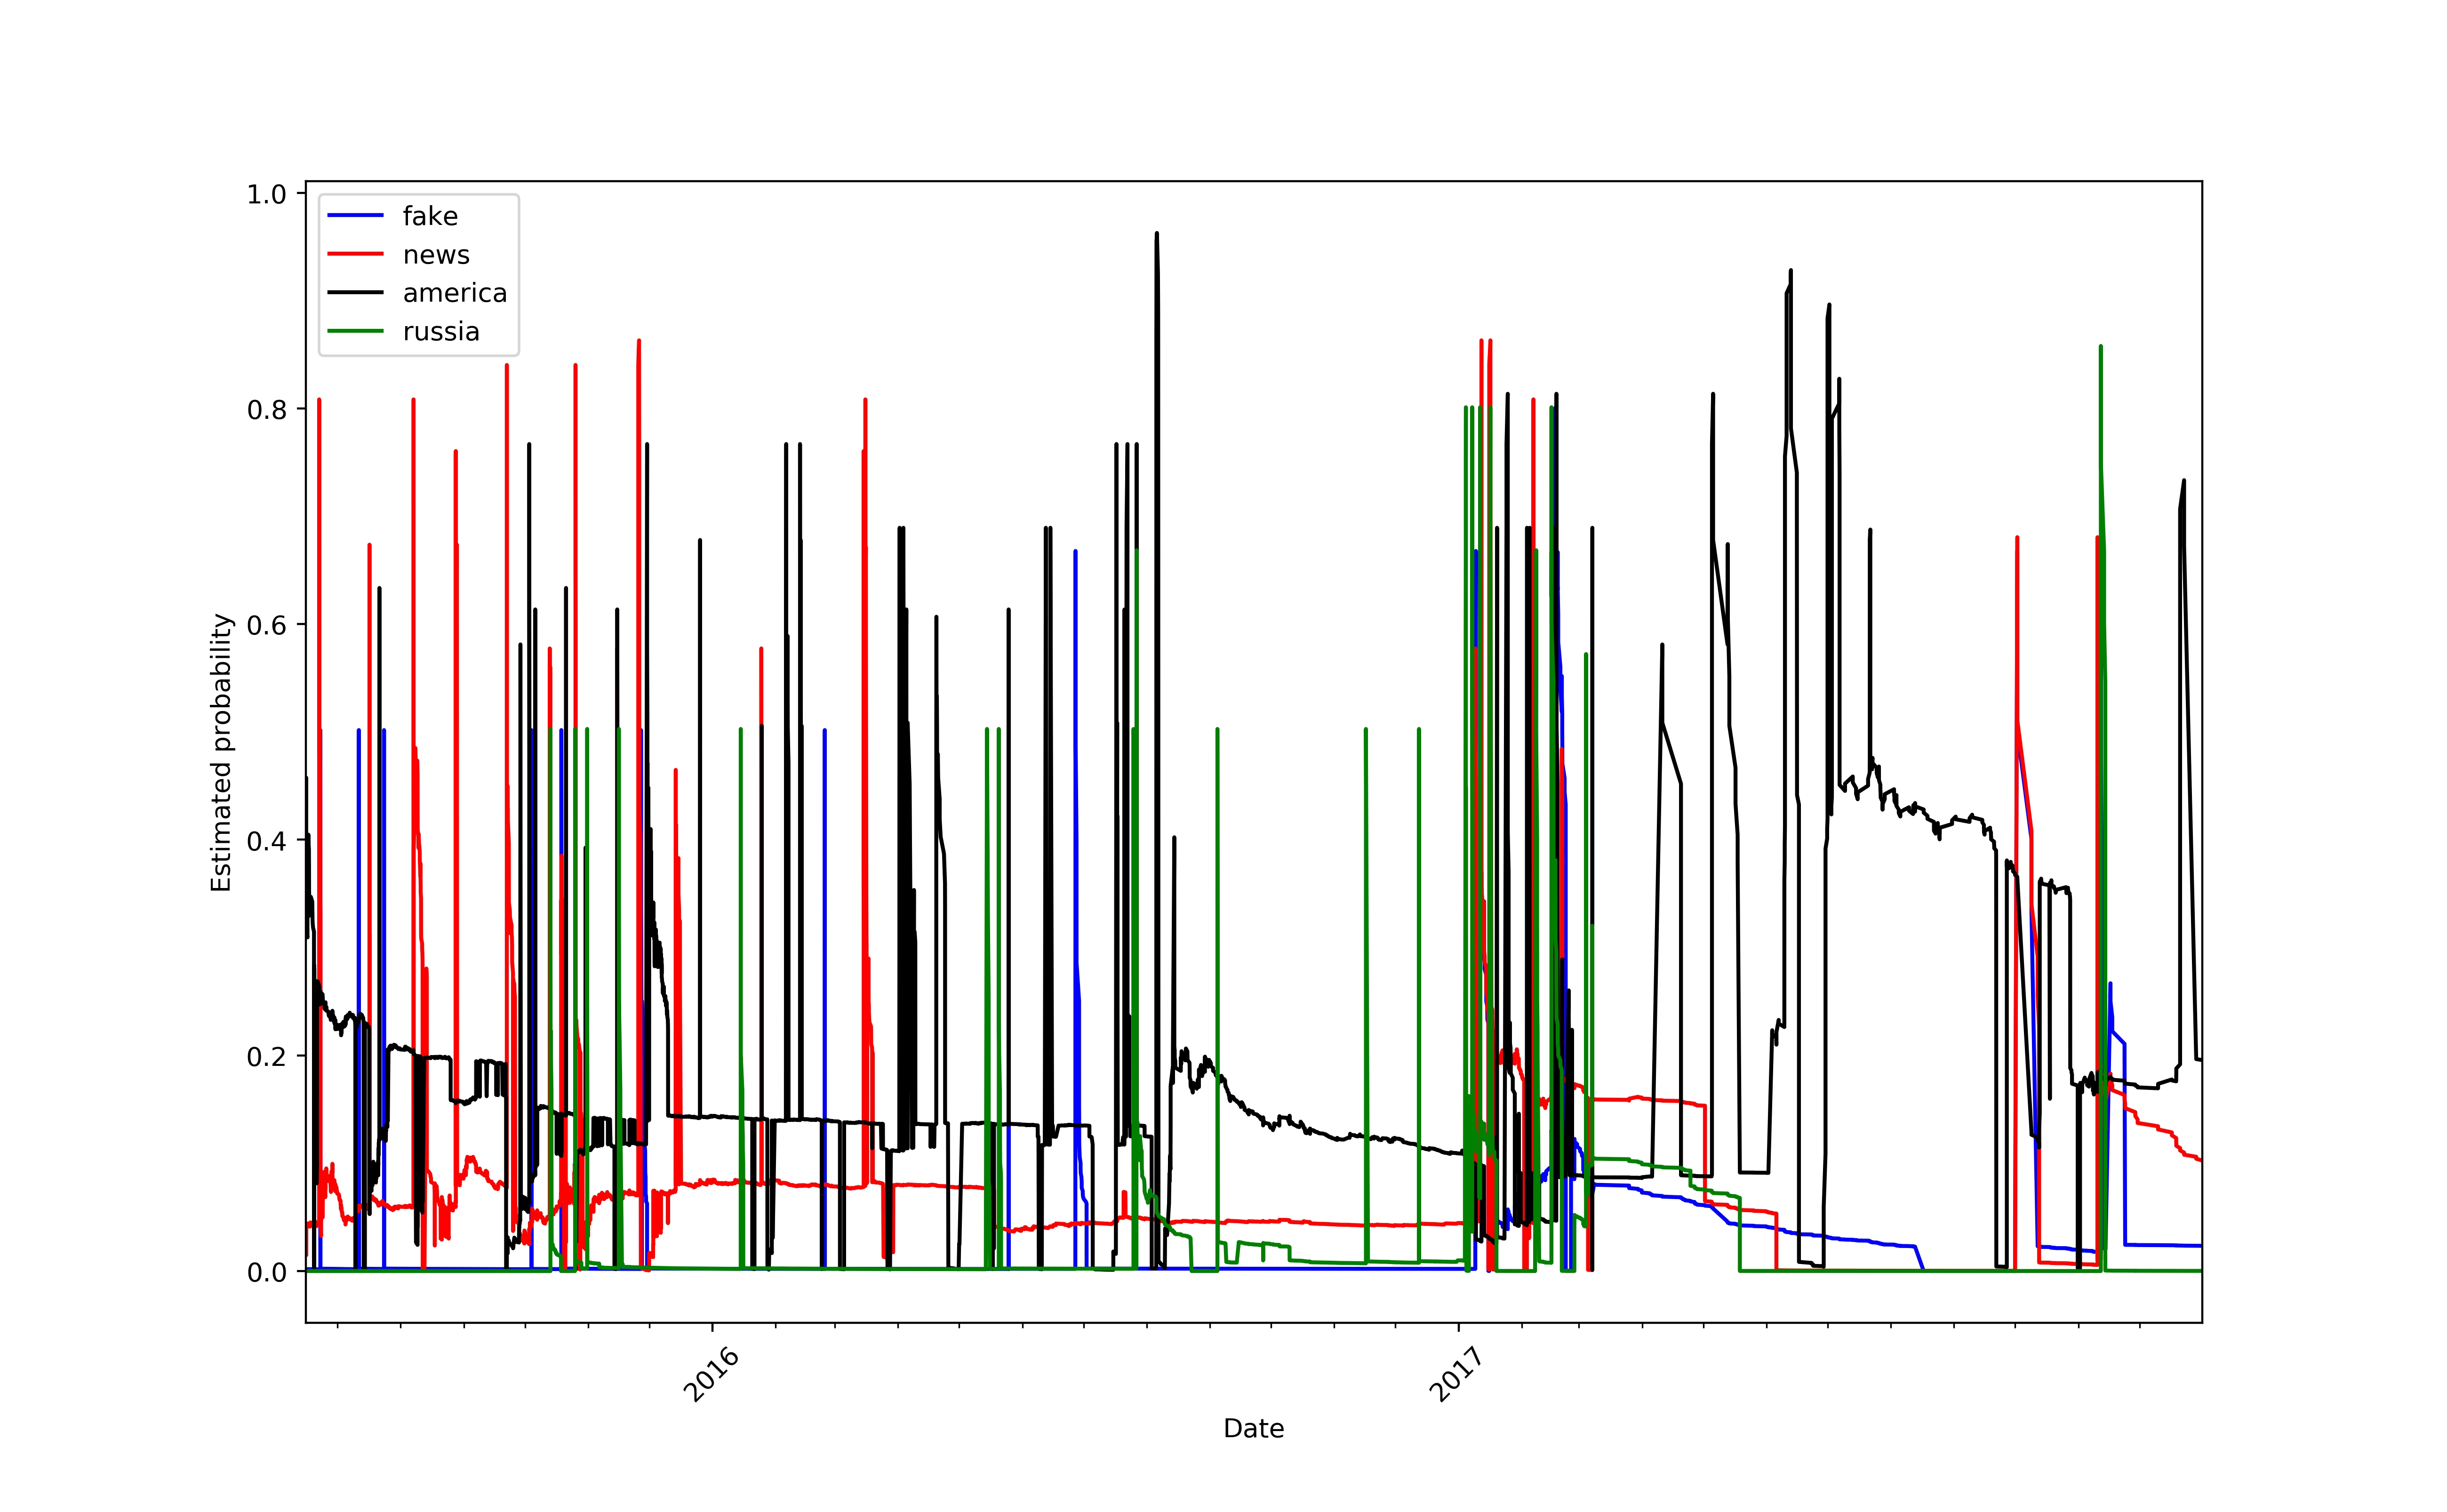 1.0
fake
news
america
russia
0.8
0.6
0.4
0.2
0.0
Estimated probability
2016
2017
Date